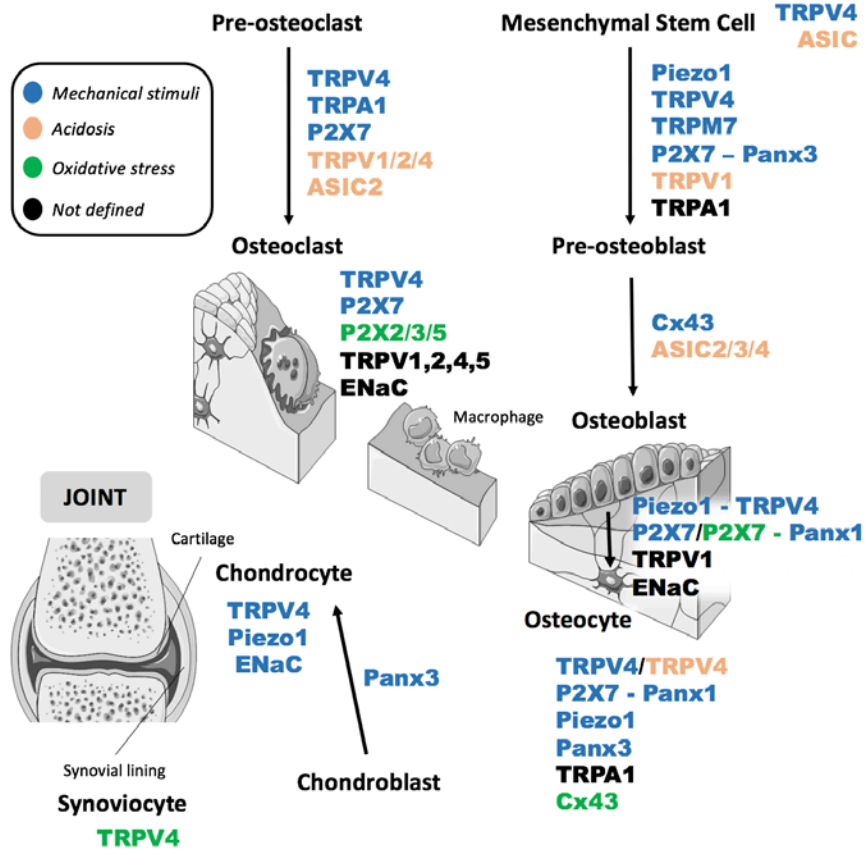 Pre-osteoclast
Mesenchymal Stem Cell
TRPV4
ASIC
Mechanical stimuli
Acidosis
Oxidative stress
Not defined
TRPV4
TRPA1
P2X7
TRPV1/2/4
ASIC2
Piezo1
TRPV4
TRPM7
P2X7 – Panx3
TRPV1
TRPA1
Osteoclast
Pre-osteoblast
TRPV4
P2X7
P2X2/3/5
TRPV1,2,4,5
ENaC
Cx43
ASIC2/3/4
Macrophage
Osteoblast
JOINT
Cartilage
Piezo1 - TRPV4
P2X7/P2X7 - Panx1
TRPV1
ENaC
Chondrocyte
TRPV4
Piezo1
ENaC
Osteocyte
Panx3
TRPV4/TRPV4
P2X7 - Panx1
Piezo1
Panx3
TRPA1
Cx43
Synovial lining
Chondroblast
Synoviocyte
TRPV4